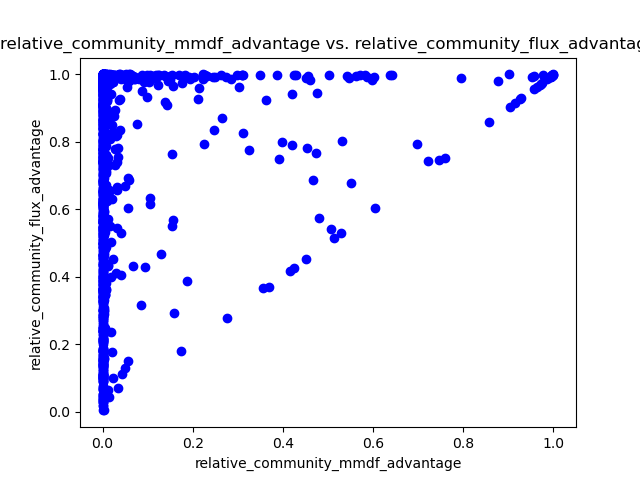 relative_community_mmdf_advantage vs. relative_community_flux_advantag
1.0
0.8
0.6
0.4
0.2
0.0
relative_community_flux_advantage
0.0 0.2 0.4 0.6 0.8 1.0
relative_community_mmdf_advantage